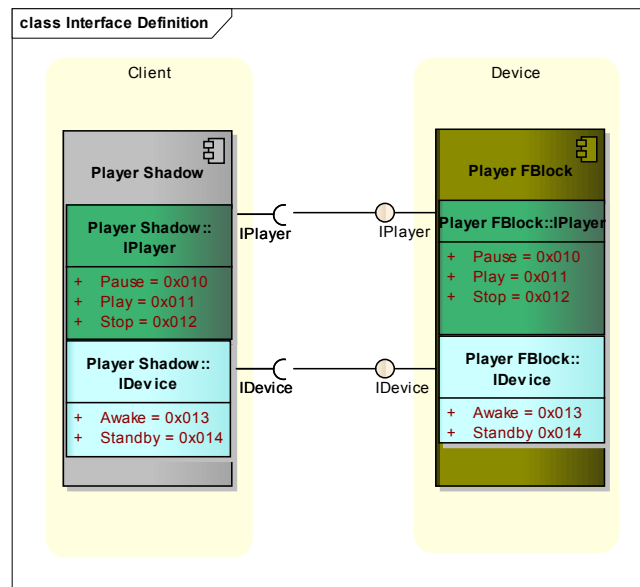 class Interface Definition
Client
Device
Player Shadow
Player FBlock
Player Shadow::
IPlayer
+ Pause = 0x010
+ Play = 0x011
+ Stop = 0x012
IPlayer
IPlayer
Player FBlock::IPlayer
+ Pause = 0x010
+ Play = 0x011
+ Stop = 0x012
Player Shadow::
IDevice
+ Awake = 0x013
+ Standby = 0x014
IDevice
IDevice
Player FBlock::
IDevice
+ Awake = 0x013
+ Standby 0x014